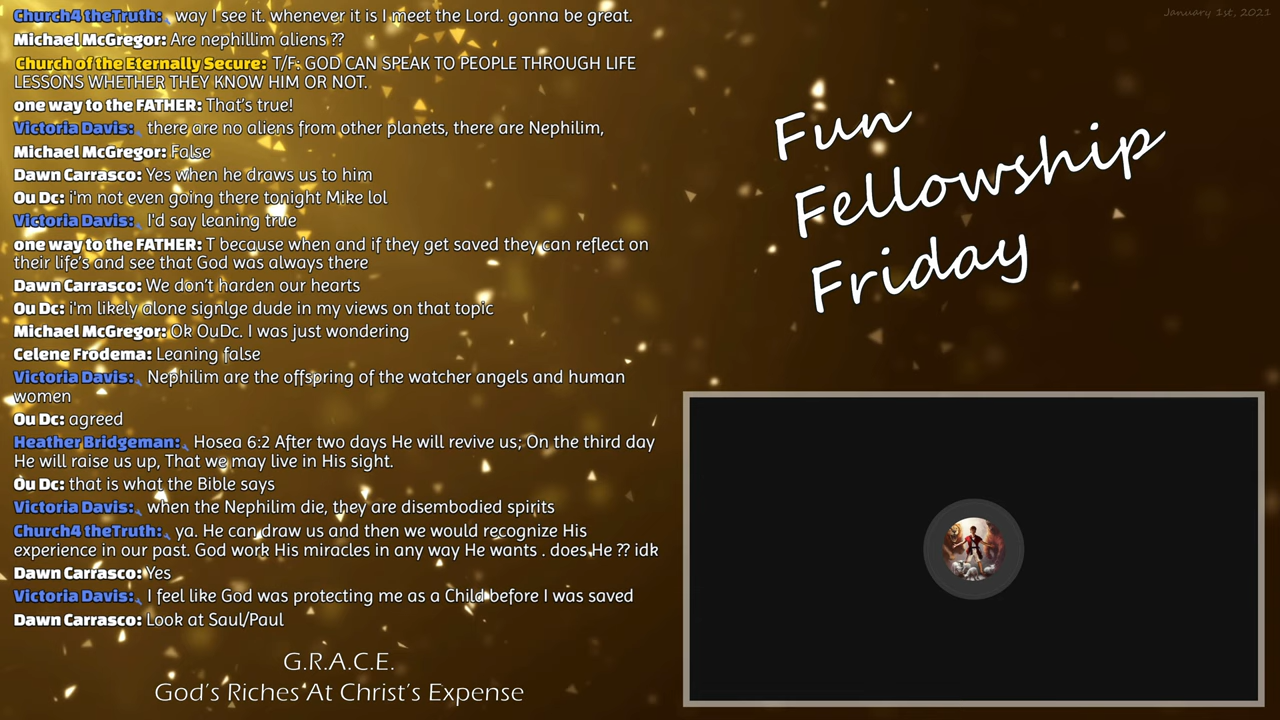 Church4 theTruth: way I see it. whenever it is I meet the Lord. gonna be great.
Michael McGregor: Are nephillim aliens ??
Church of the Eternally Secure: T/F: GOD CAN SPEAK TO PEOPLE THROUGH LIFE
LESSONS WHETHER THEY KNOW HIM OR NOT.
one way to the FATHER: That's true!
Victoria Davis: there are no aliens from other planets, there are Nephilim,
Michael McGregor: False
Dawn Carrasco: Yes when he draws us to him
Ou Dc: i'm not even going there tonight Mike lol
Victoria Davis: I'd say leaning true
one way to the FATHER: T because when and if they get saved they can reflect on
their life's and see that God was always there
Dawn Carrasco: We don't harden our hearts
Ou Dc: i'm likely alone signlge dude in my views on that topic
Michael McGregor: Ok OuDc. I was just wondering
Celene Frodema: Leaning false
Victoria Davis: Nephilim are the offspring of the watcher angels and human
women
Ou Dc: agreed
Heather Bridgeman: Hosea 6:2 After two days He will revive us; On the third day
He will raise us up, That we may live in His sight.
Ou Dc: that is what the Bible says
Victoria Davis: when the Nephilim die, they are disembodied spirits
Church4 theTruth: ya. He can draw us and then we would recognize His
experience in our past. God work His miracles in any way He wants . does He ?? idk
Dawn Carrasco: Yes
Victoria Davis: I feel like God was protecting me as a Child before I was saved
Dawn Carrasco: Look at Saul/Paul
G.R.A.C.E.
God's Riches At Christ's Expense
January 1st, 2021
Fun
Fellowship
Friday